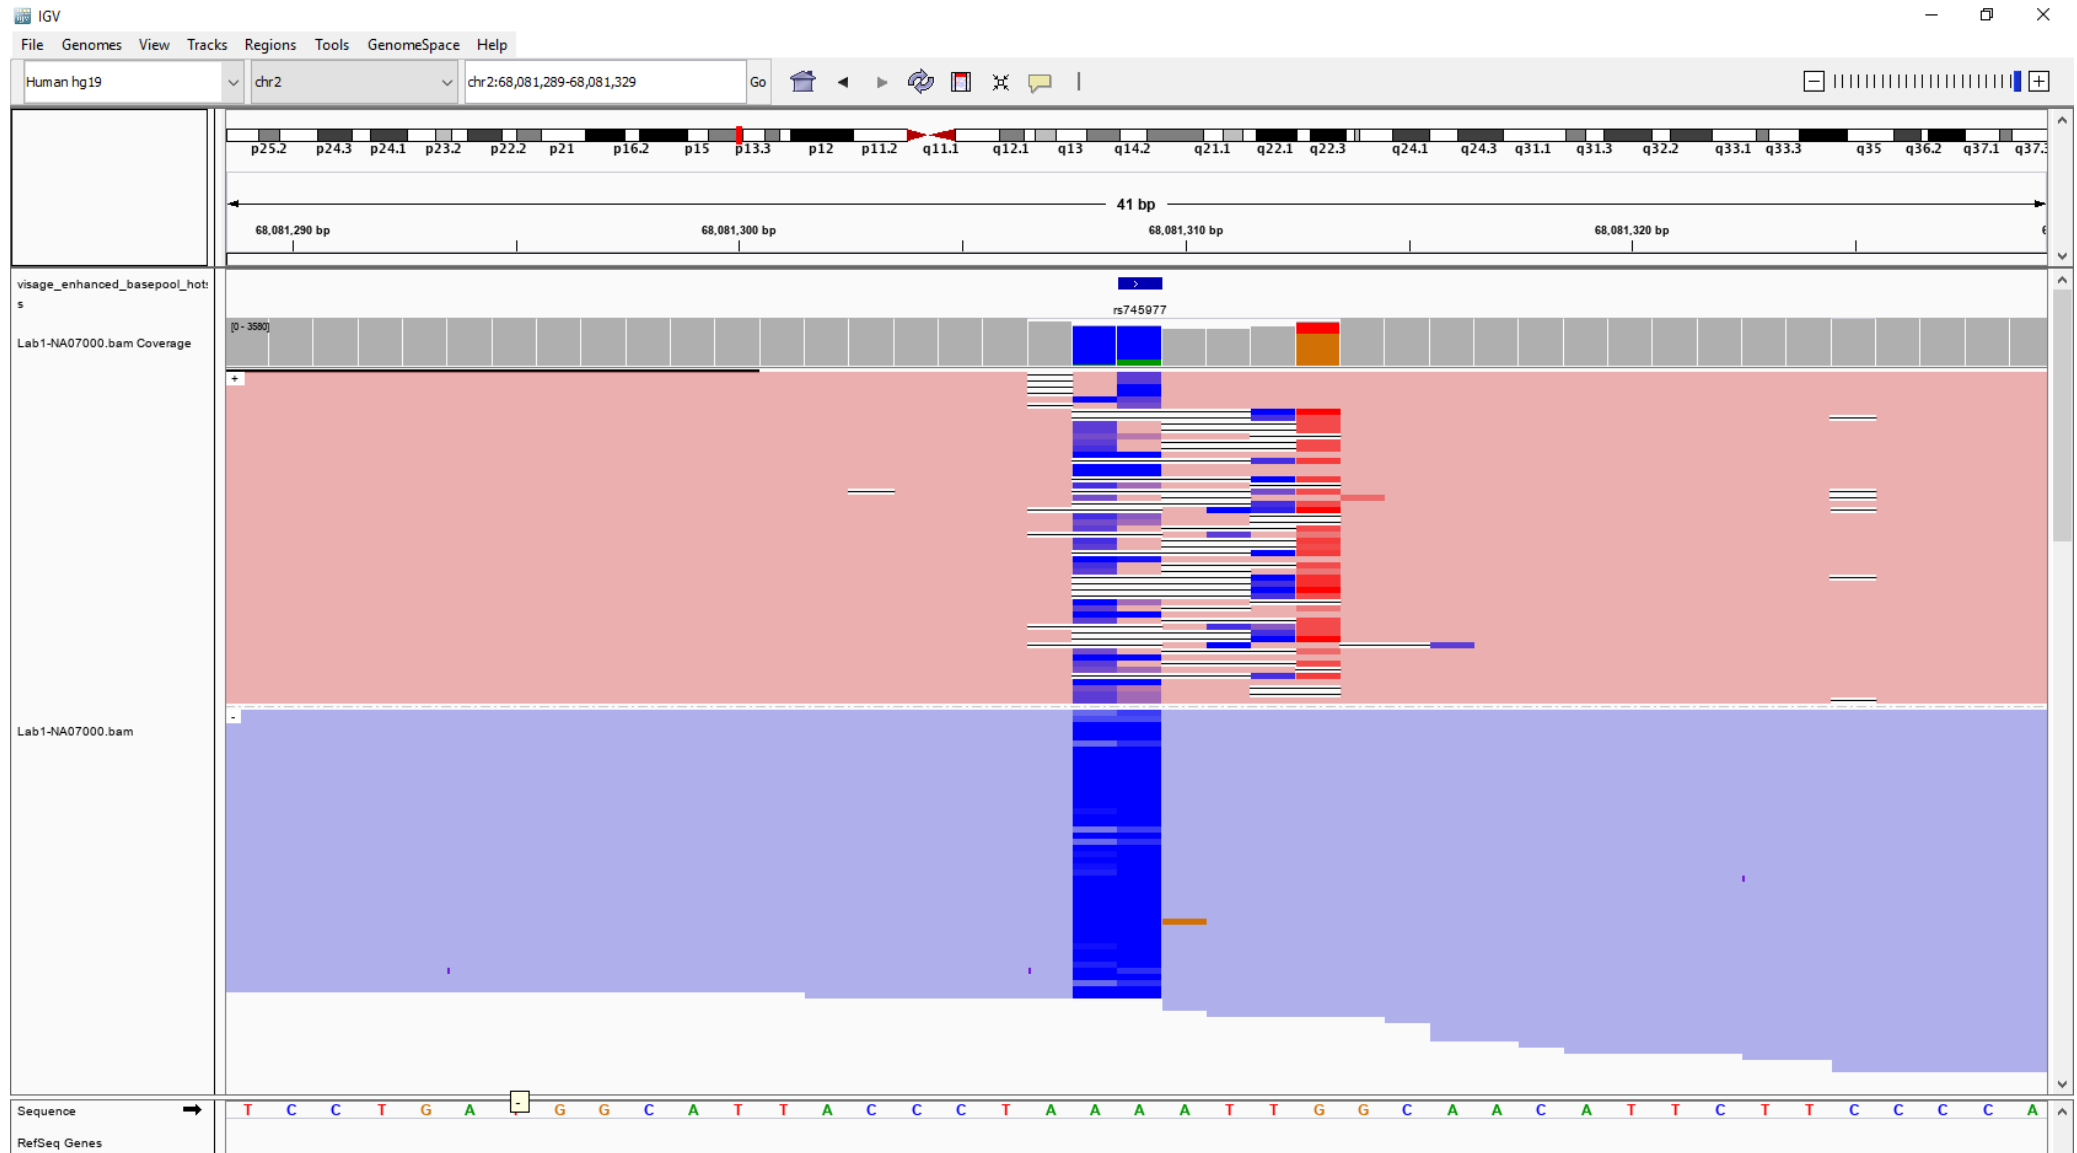 IGV
File Genomes View Tracks Regions Tools GenomeSpace Help
Human hg19 chr2 chr2:68,081,289-68,081,329 Go
p25.2 p24.3 p24.1 p23.2 p22.2 p21 p16.2 p15 p13.3 p12 p11.2 q11.1 q12.1 q13 q14.2 q21.1 q22.1 q22.3 q24.1 q24.3 q31.1 q31.3 q32.2 q33.1 q33.3 q35 q36.2 q37.1 q37.3
41 bp
68,081,290 bp 68,081,300 bp 68,081,310 bp 68,081,320 bp
visage_enhanced_basepool_hots
s
rs745977
[0 - 3580]
Lab1-NA07000.bam Coverage
+
-
Lab1-NA07000.bam
-
Sequence T C C T G A G G C A T T A C C C T A A A A T T G G C A A C A T T C T T C C C C A
RefSeq Genes